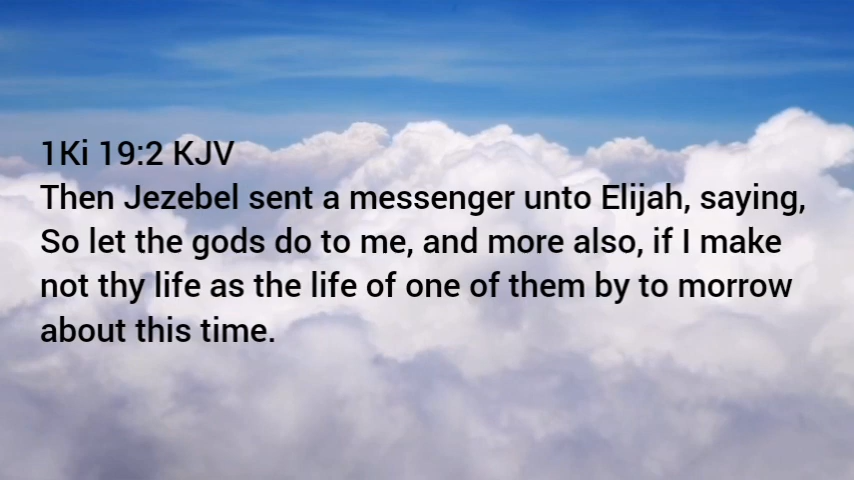 1Ki 19:2 KJV
Then Jezebel sent a messenger unto Elijah, saying,
So let the gods do to me, and more also, if I make
not thy life as the life of one of them by to morrow
about this time.